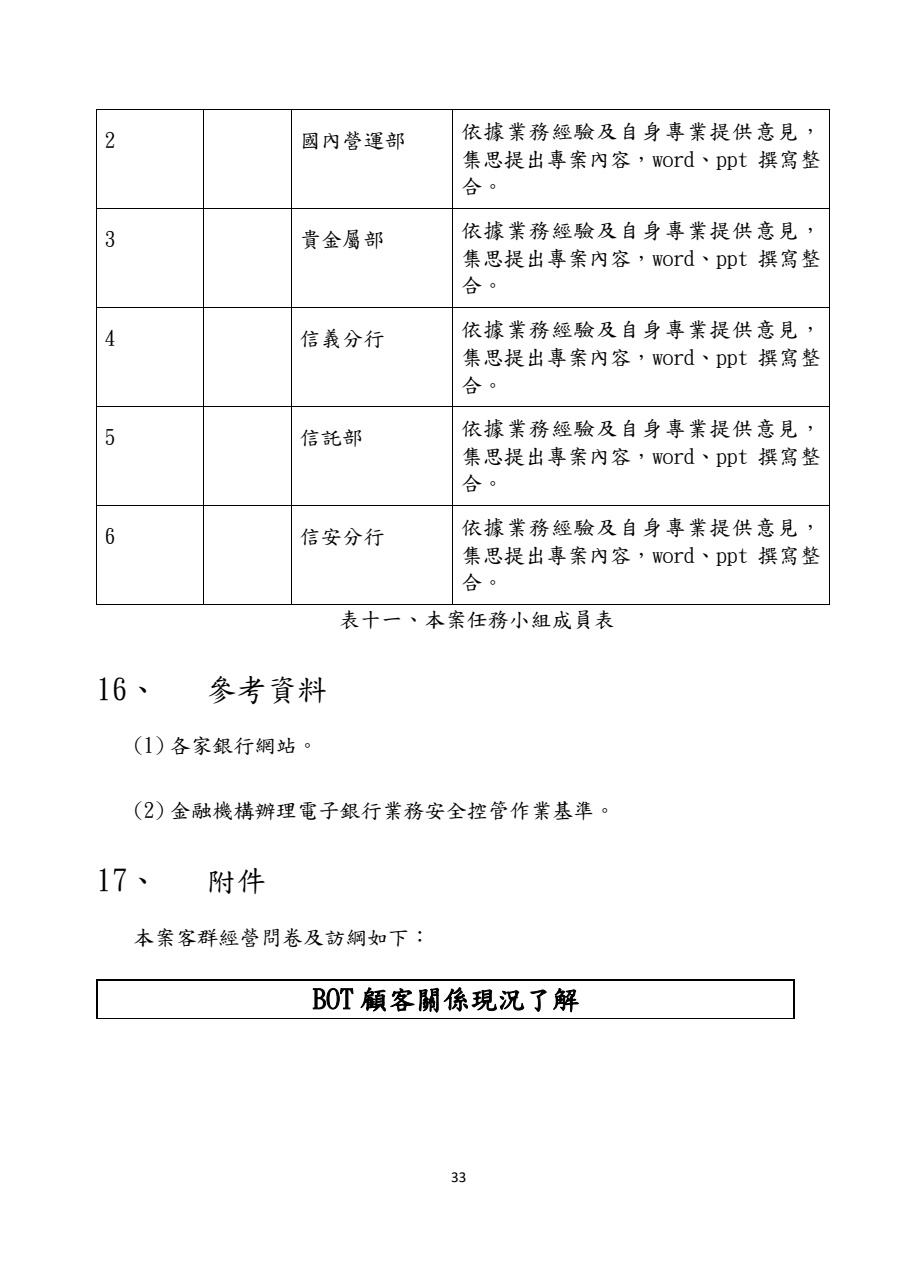 2 國內營運部 依據業務經驗及自身專業提供意見，
集思提出專案內容，word、ppt 撰寫整
合。
3 貴金屬部 依據業務經驗及自身專業提供意見，
集思提出專案內容，word、ppt 撰寫整
合。
4 信義分行 依據業務經驗及自身專業提供意見，
集思提出專案內容，word、ppt 撰寫整
合。
5 信託部 依據業務經驗及自身專業提供意見，
集思提出專案內容，word、ppt 撰寫整
合。
6 信安分行 依據業務經驗及自身專業提供意見，
集思提出專案內容，word、ppt 撰寫整
合。
表十一、本案任務小組成員表
16、 參考資料
(1)各家銀行網站。
(2)金融機構辦理電子銀行業務安全控管作業基準。
17、 附件
本案客群經營問卷及訪綱如下：
BOT 顧客關係現況了解
33